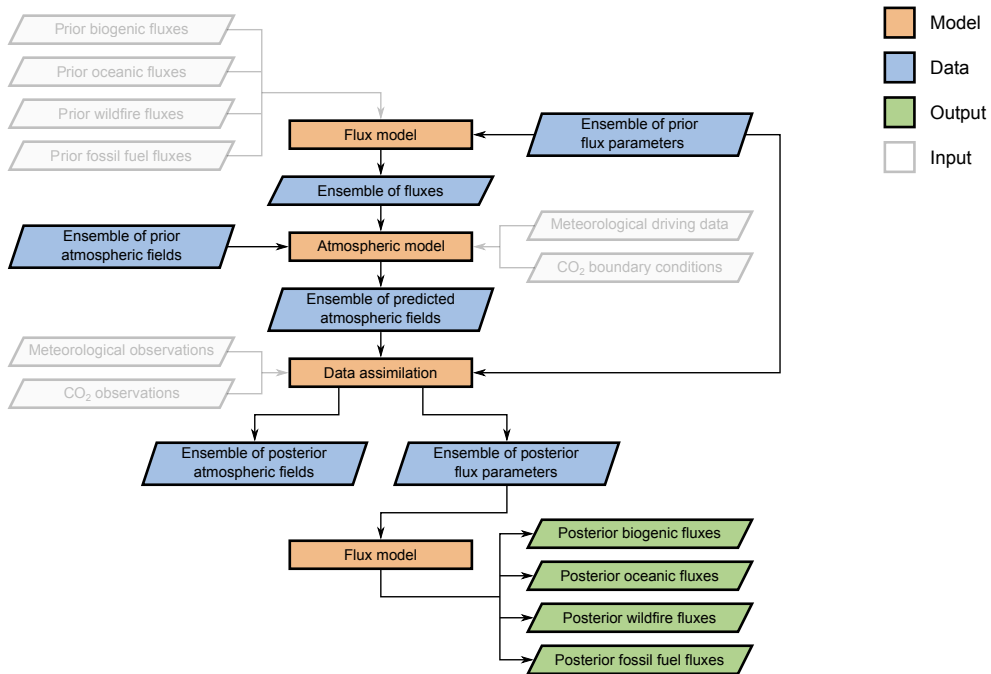 Prior biogenic fluxes
Prior oceanic fluxes
Prior wildfire fluxes
Prior fossil fuel fluxes
Flux model
Ensemble of prior
flux parameters
Ensemble of fluxes
Ensemble of prior
atmospheric fields
Atmospheric model
Meteorological driving data
CO₂ boundary conditions
Ensemble of predicted
atmospheric fields
Meteorological observations
CO₂ observations
Data assimilation
Ensemble of posterior
atmospheric fields
Ensemble of posterior
flux parameters
Flux model
Posterior biogenic fluxes
Posterior oceanic fluxes
Posterior wildfire fluxes
Posterior fossil fuel fluxes
Model
Data
Output
Input